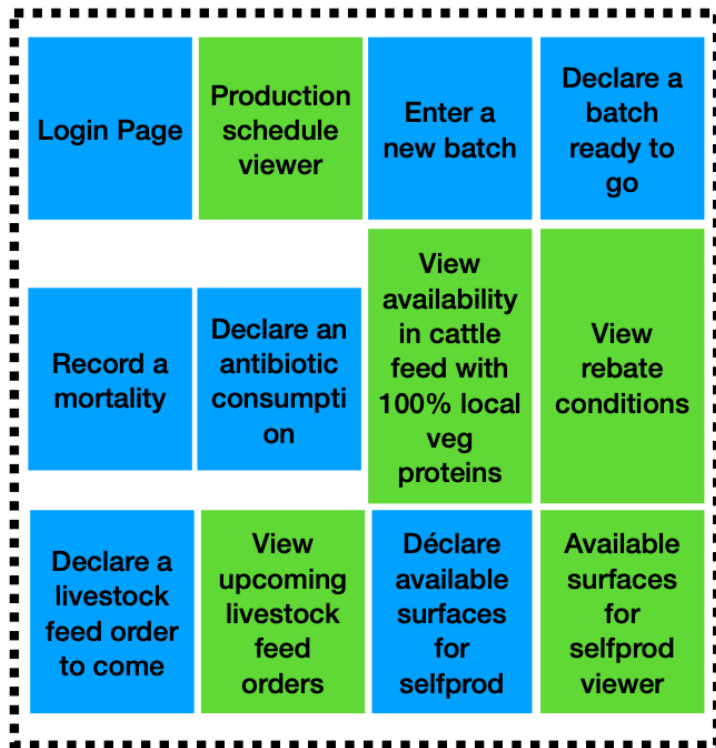 Login Page
Production
schedule
viewer
Enter a
new batch
Declare a
batch
ready to
go
Record a
mortality
Declare an
antibiotic
consumpti
on
View
availability
in cattle
feed with
100% local
veg
proteins
View
rebate
conditions
Declare a
livestock
feed order
to come
View
upcoming
livestock
feed
orders
Déclare
available
surfaces
for
selfprod
Available
surfaces
for
selfprod
viewer